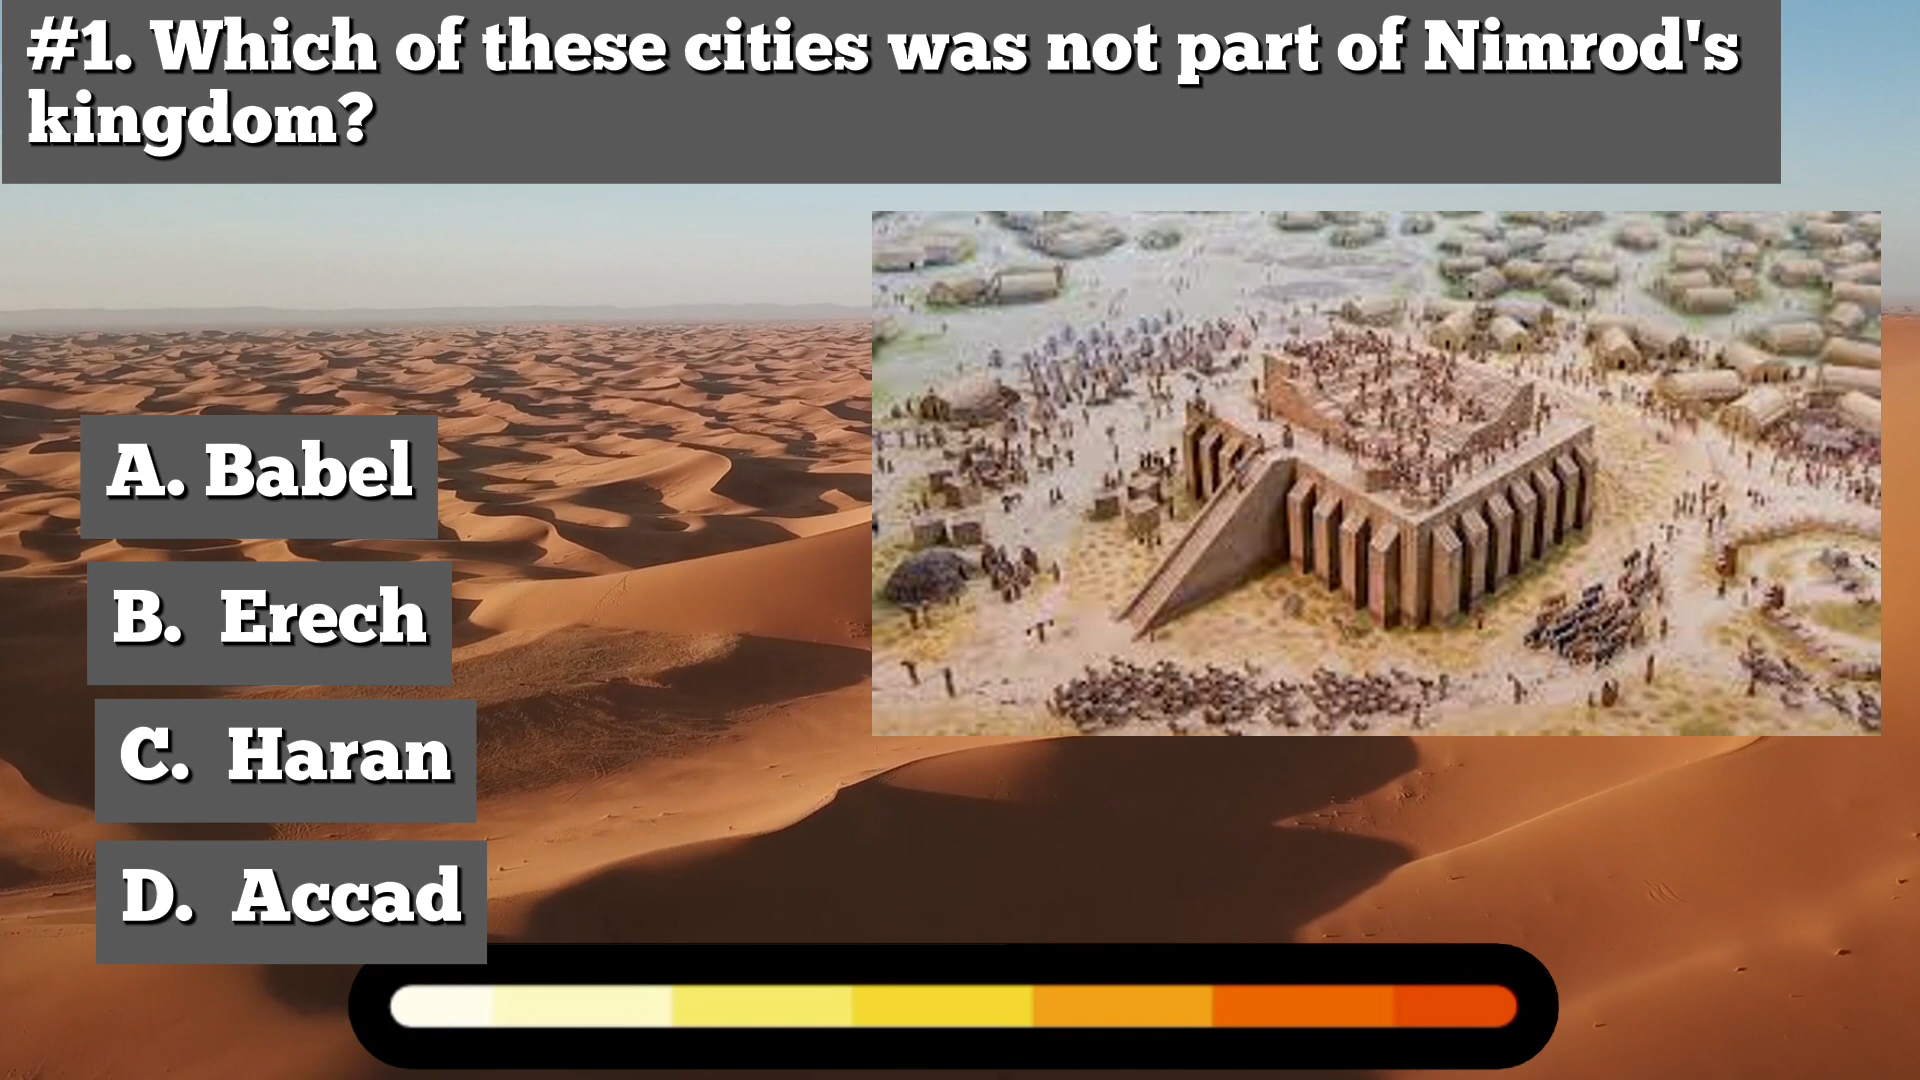 #1. Which of these cities was not part of Nimrod's
kingdom?
A. Babel
B. Erech
C. Haran
D. Accad